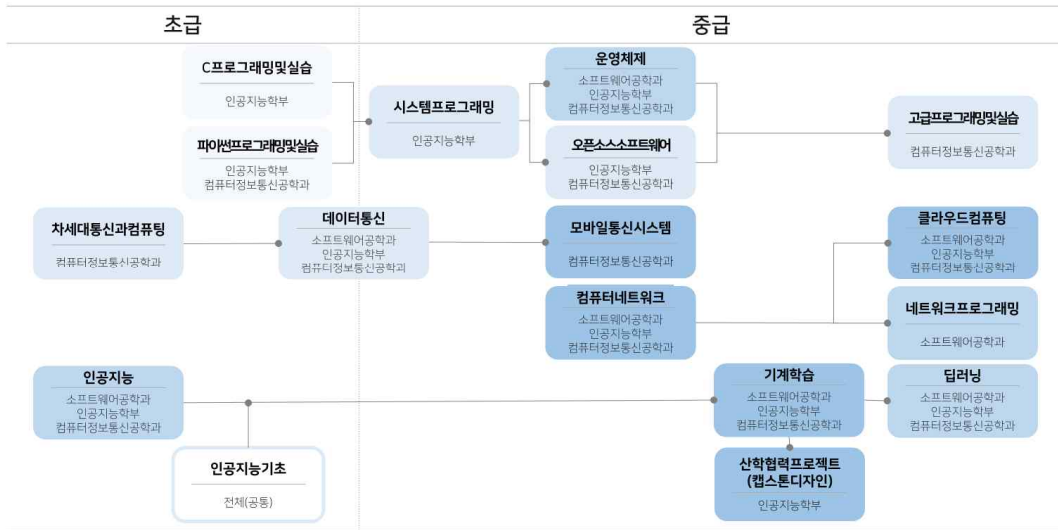 초급
중급
C프로그래밍및실습
인공지능학부
파이썬프로그래밍및실습
인공지능학부
컴퓨터정보통신공학과
시스템프로그래밍
인공지능학부
운영체제
소프트웨어공학과
인공지능학부
컴퓨터정보통신공학과
오픈소스소프트웨어
인공지능학부
컴퓨터정보통신공학과
고급프로그래밍및실습
컴퓨터정보통신공학과
차세대통신과컴퓨팅
컴퓨터정보통신공학과
데이터통신
소프트웨어공학과
인공지능학부
컴퓨터정보통신공학과
모바일통신시스템
컴퓨터정보통신공학과
클라우드컴퓨팅
소프트웨어공학과
인공지능학부
컴퓨터정보통신공학과
컴퓨터네트워크
소프트웨어공학과
인공지능학부
컴퓨터정보통신공학과
네트워크프로그래밍
소프트웨어공학과
인공지능
소프트웨어공학과
인공지능학부
컴퓨터정보통신공학과
기계학습
소프트웨어공학과
인공지능학부
컴퓨터정보통신공학과
딥러닝
소프트웨어공학과
인공지능학부
컴퓨터정보통신공학과
인공지능기초
전체(공통)
산학협력프로젝트
(캡스톤디자인)
인공지능학부